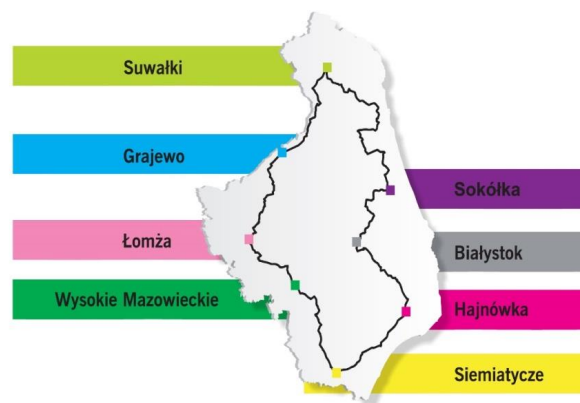 Suwałki
Grajewo
Łomża
Wysokie Mazowieckie
Sokółka
Białystok
Hajnówka
Siemiatycze